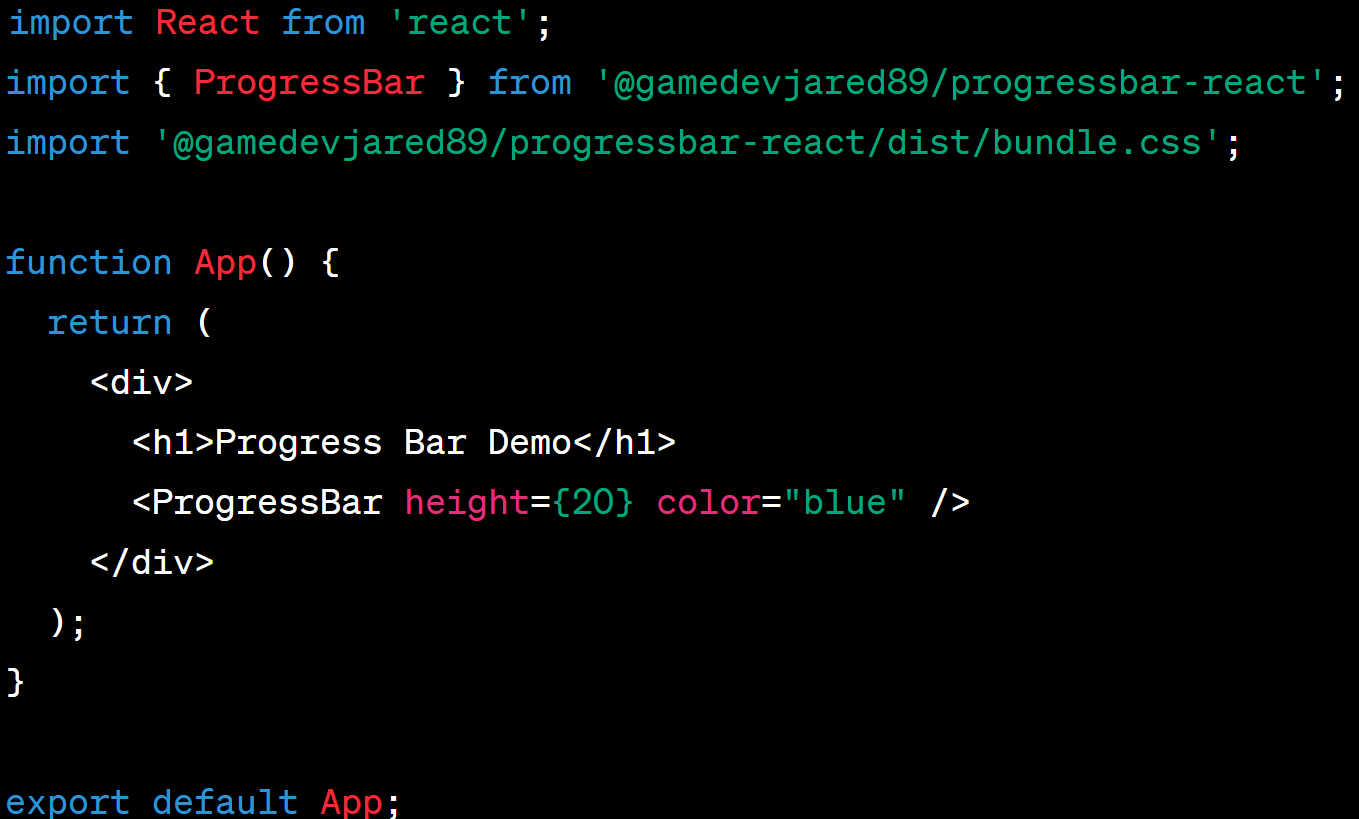 import React from 'react';
import { ProgressBar } from '@gamedevjared89/progressbar-react';
import '@gamedevjared89/progressbar-react/dist/bundle.css';

function App() {
  return (
    <div>
      <h1>Progress Bar Demo</h1>
      <ProgressBar height={20} color="blue" />
    </div>
  );
}

export default App;